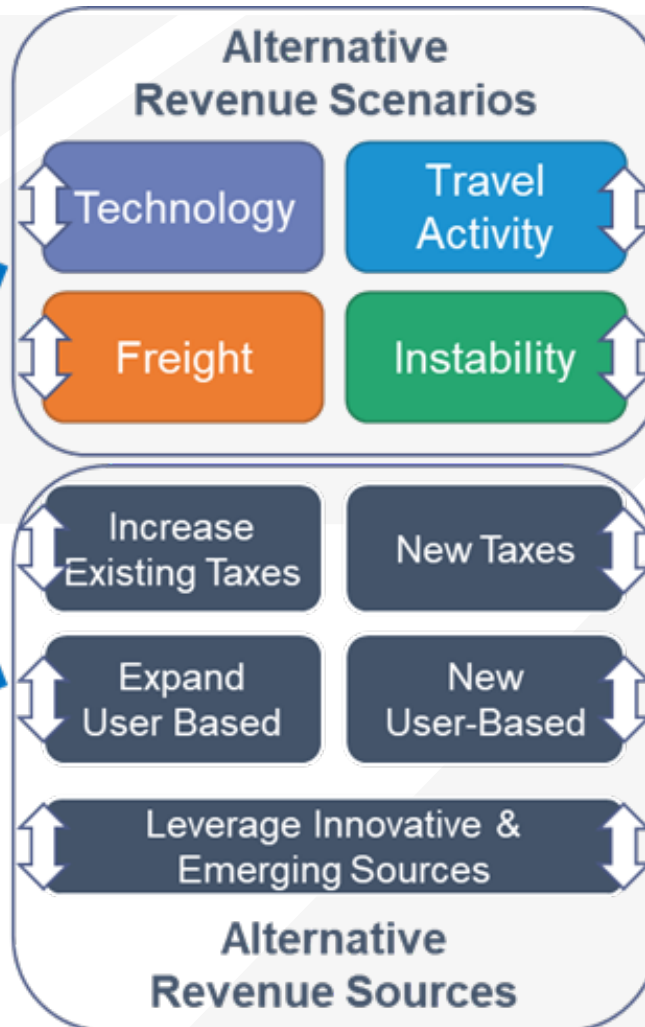 Alternative
Revenue Scenarios
Technology
Travel
Activity
Freight
Instability
Increase
Existing Taxes
New Taxes
Expand
User Based
New
User-Based
Leverage Innovative &
Emerging Sources
Alternative
Revenue Sources